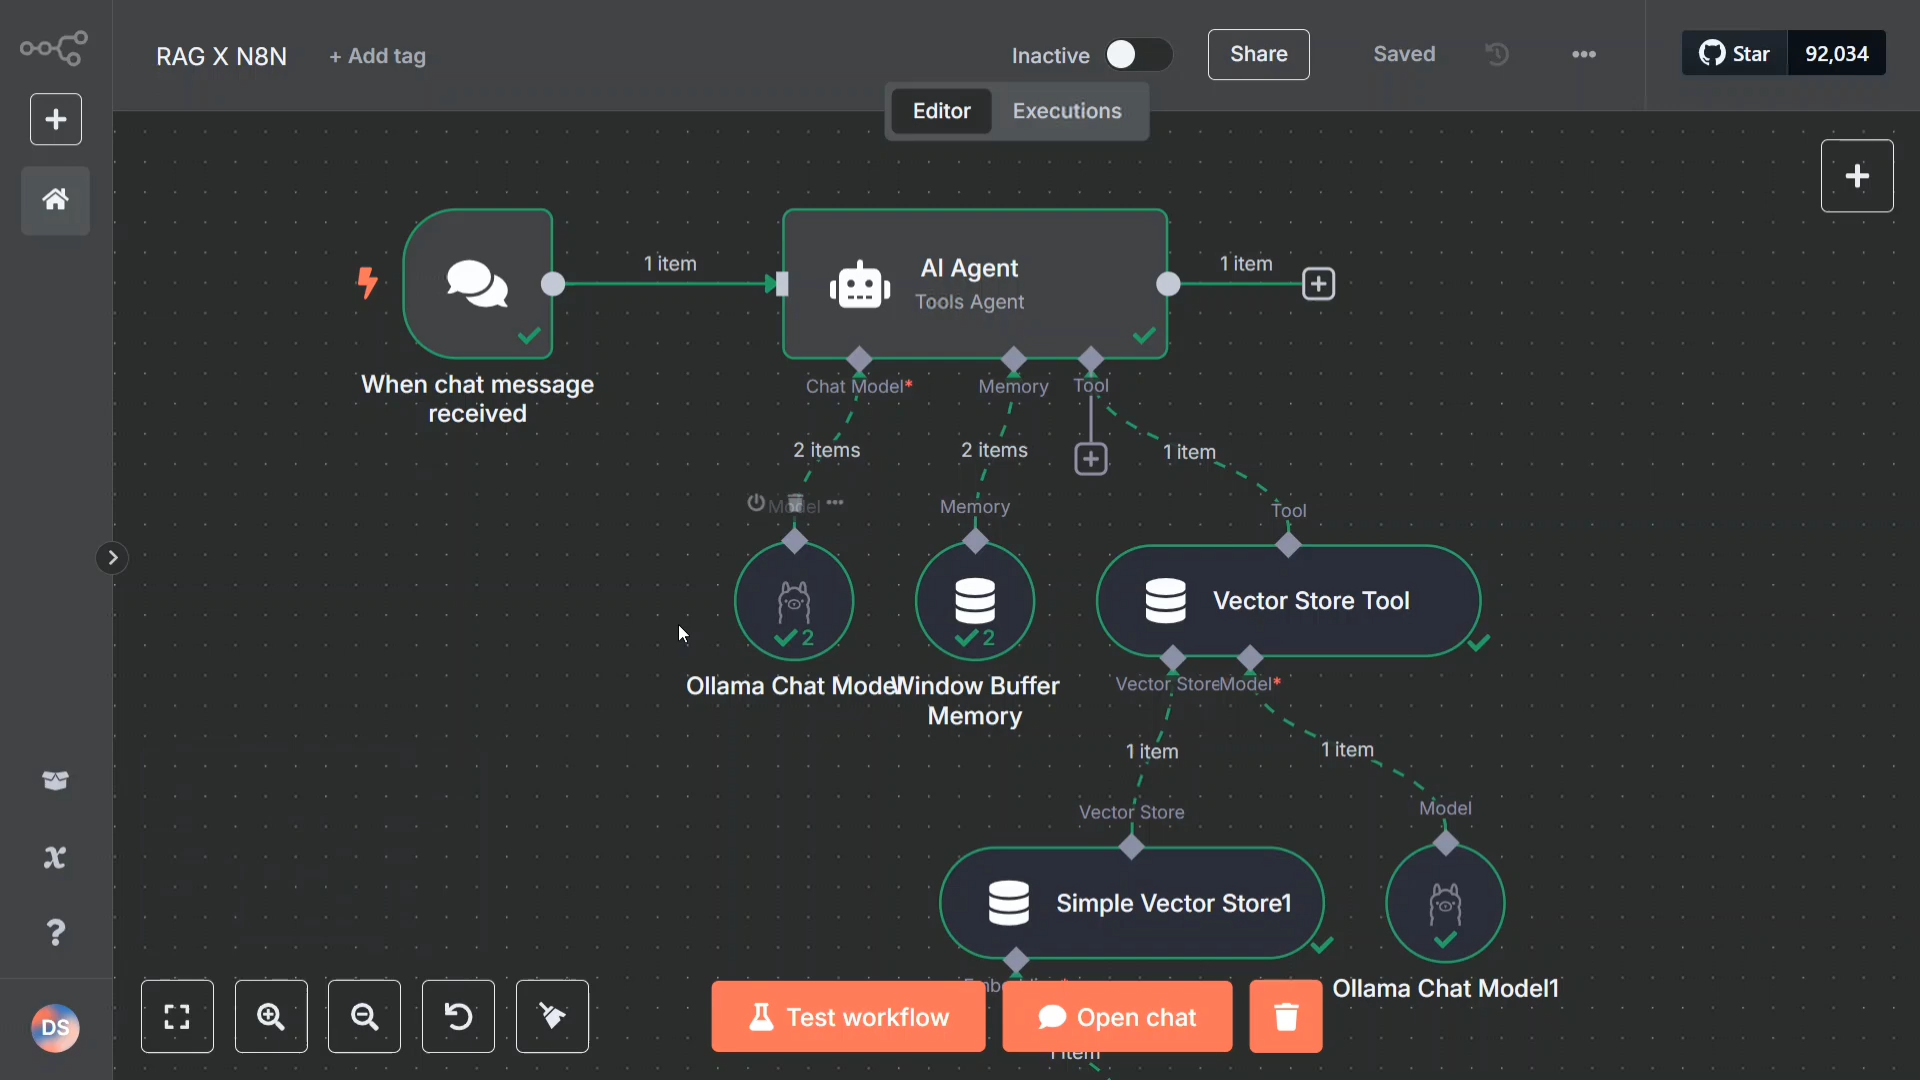 RAG X N8N
+ Add tag
Inactive
Share
Saved
Star
92,034
Editor
Executions
1 item
AI Agent
Tools Agent
1 item
When chat message
received
Chat Model*
Memory
Tool
2 items
2 items
1 item
Model
Memory
Tool
2
2
Vector Store Tool
Ollama Chat Model
Window Buffer
Memory
Vector Store
Model*
1 item
1 item
Vector Store
Model
Simple Vector Store1
Ollama Chat Model1
DS
Test workflow
Open chat
1 item